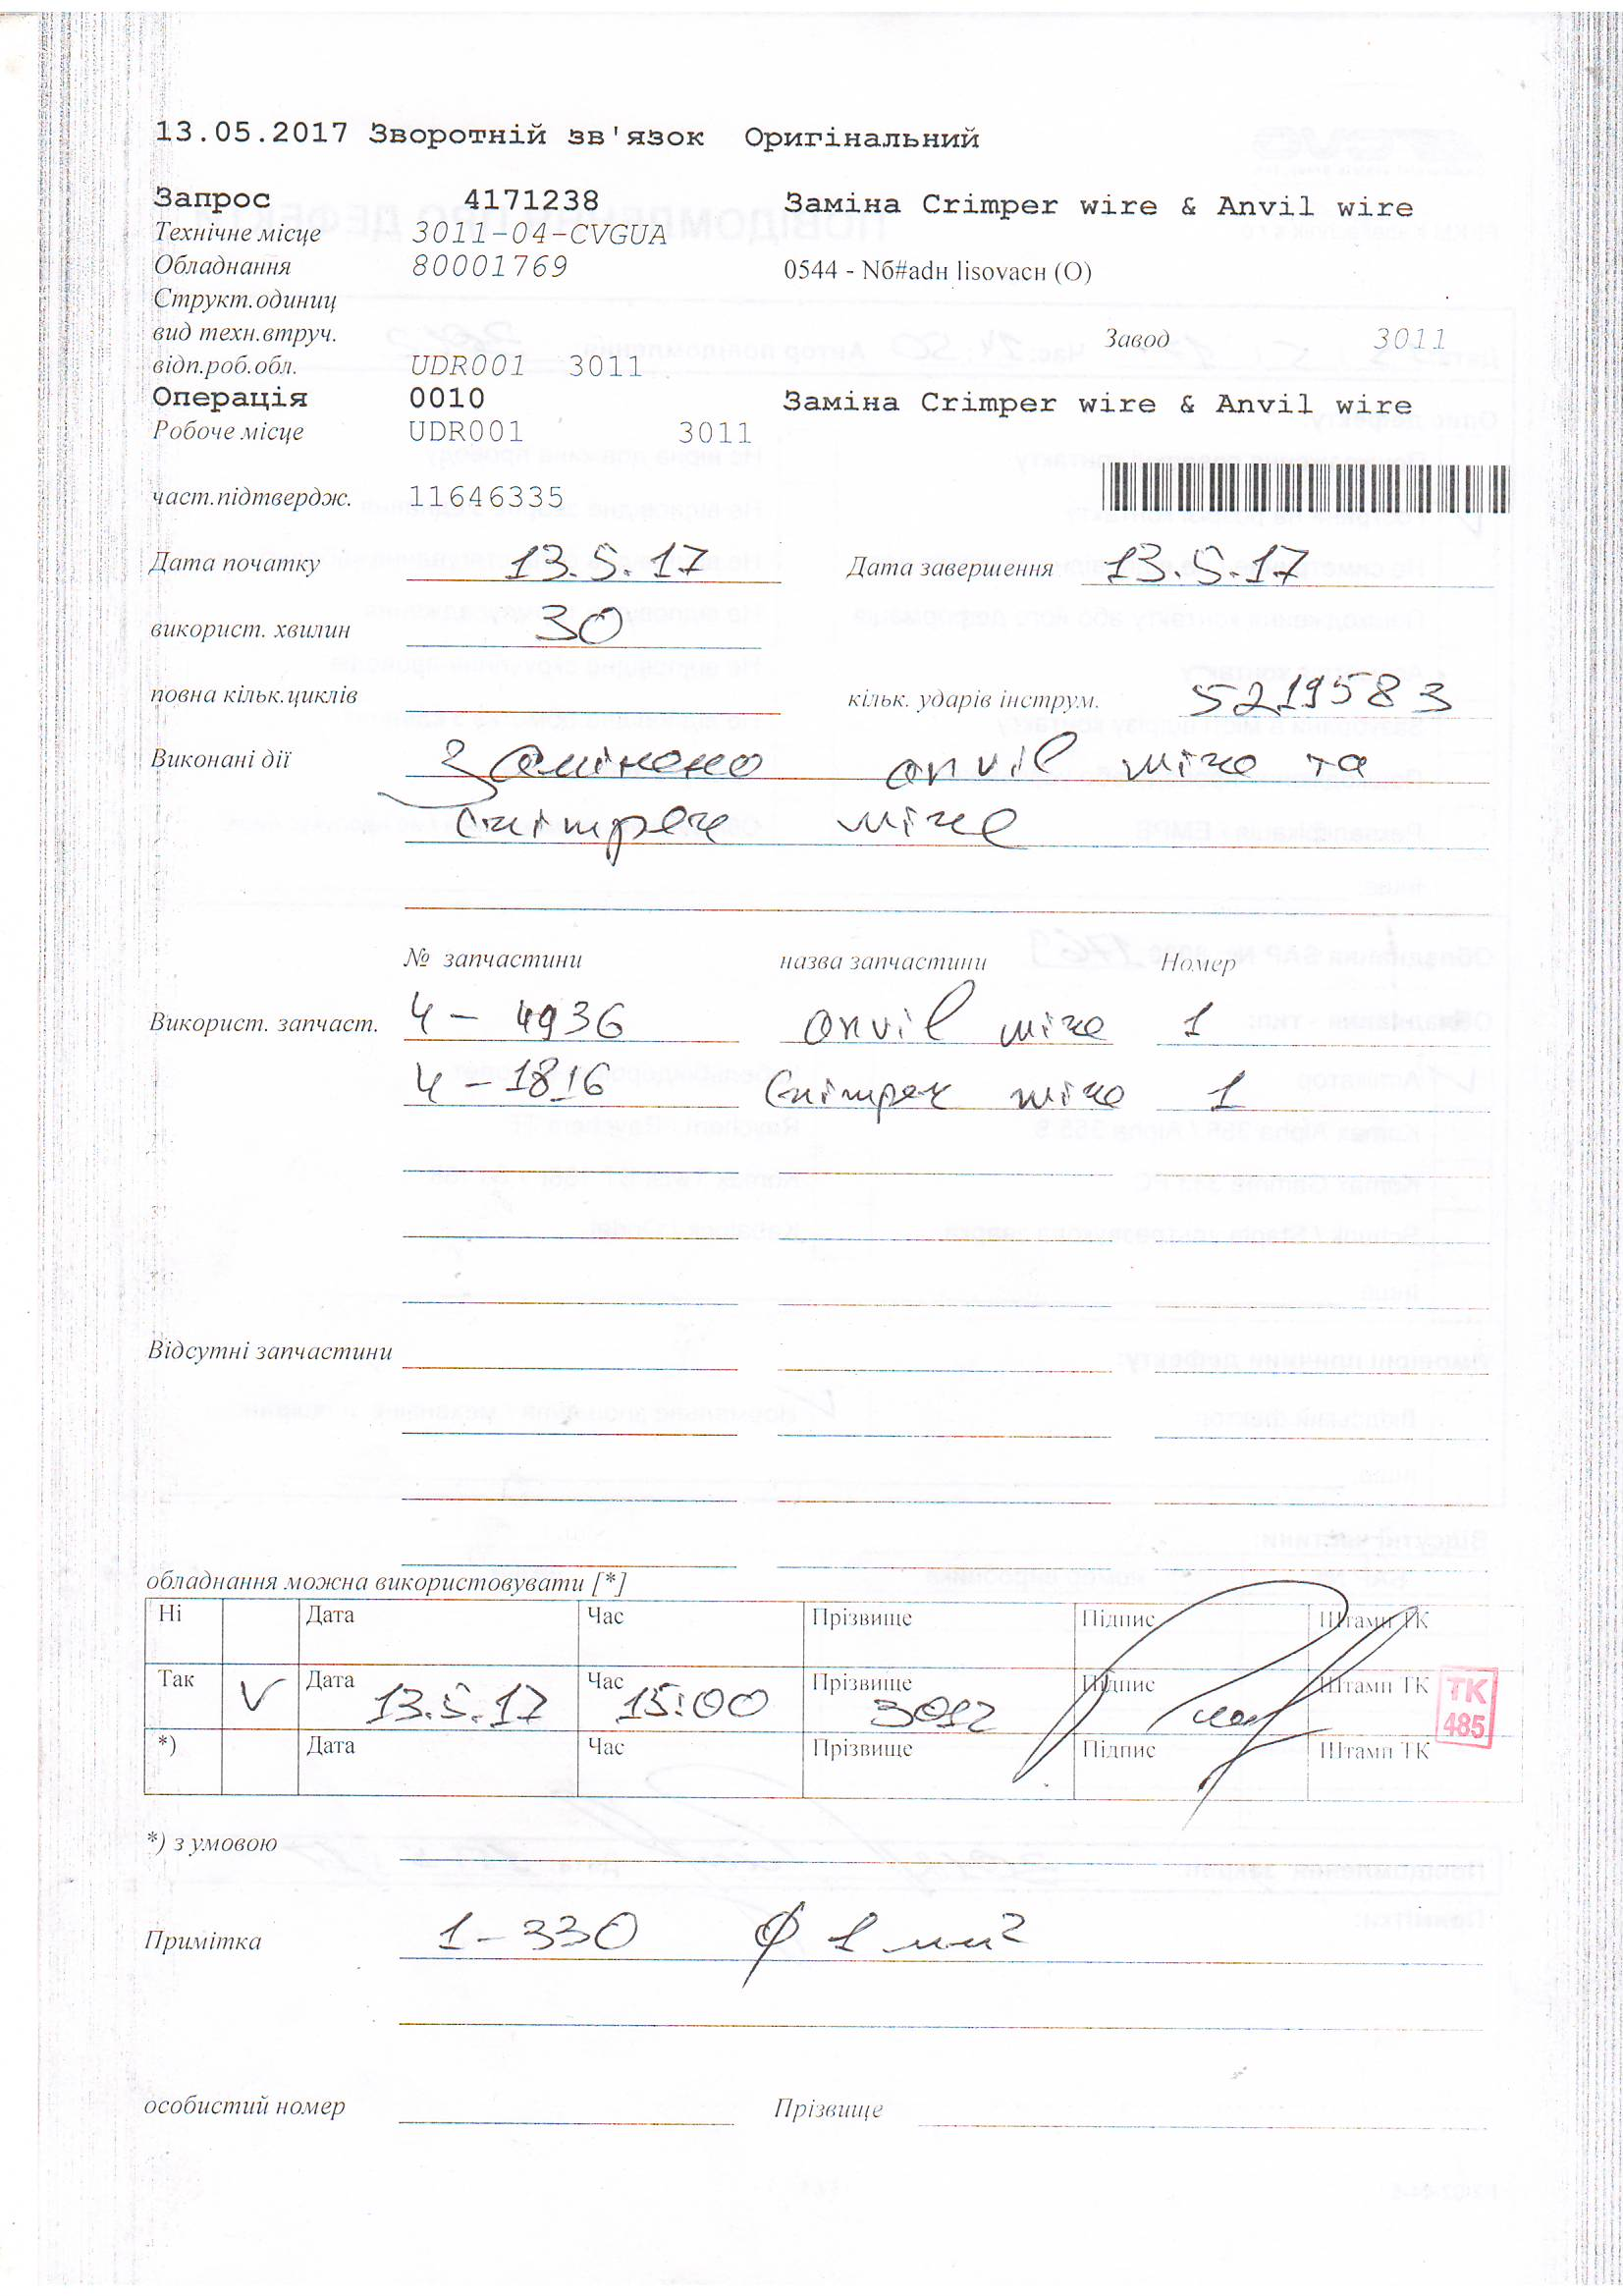 13.05.2017 Зворотній зв'язок Оригінальний
Запрос 4171238 Заміна Crimper wire & Anvil wire
Технічне місце 3011-04-CVGUA
Обладнання 80001769 0544 - Nб#adн lisovacн (O)
Структ.одиниц
вид техн.втруч. Завод 3011
відп.роб.обл. UDR001 3011
Операція 0010 Заміна Crimper wire & Anvil wire
Робоче місце UDR001 3011
част.підтвердж. 11646335
Дата початку 13.5.17 Дата завершення 13.5.17
використ. хвилин 30
повна кільк.циклів кільк. ударів інструм. 5219583
Виконані дії Замінено anvil wire та
Crimper wire
№ запчастини назва запчастини Номер
Використ. запчаст. 4 - 4936 anvil wire 1
4 - 1816 Crimper wire 1
Відсутні запчастини
обладнання можна використовувати [*]
Ні Дата Час Прізвище Підпис Штамп ТК
Так V Дата 13.5.17 Час 15:00 Прізвище 3012 Підпис Штамп ТК ТК 485
*) Дата Час Прізвище Підпис Штамп ТК
*) з умовою
Примітка 1-330 ф 1 мм²
особистий номер Прізвище